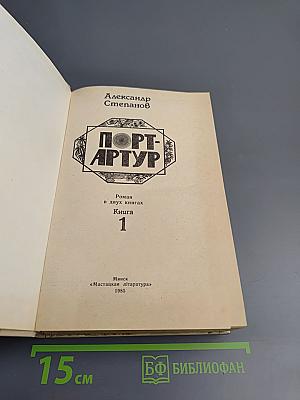 Александр
Степанов
ПОРТ-
АРТУР
Роман
в двух книгах
Книга
1
Минск
«Мастацкая літаратура»
1985
15 см
БФ БИБЛИОФАН